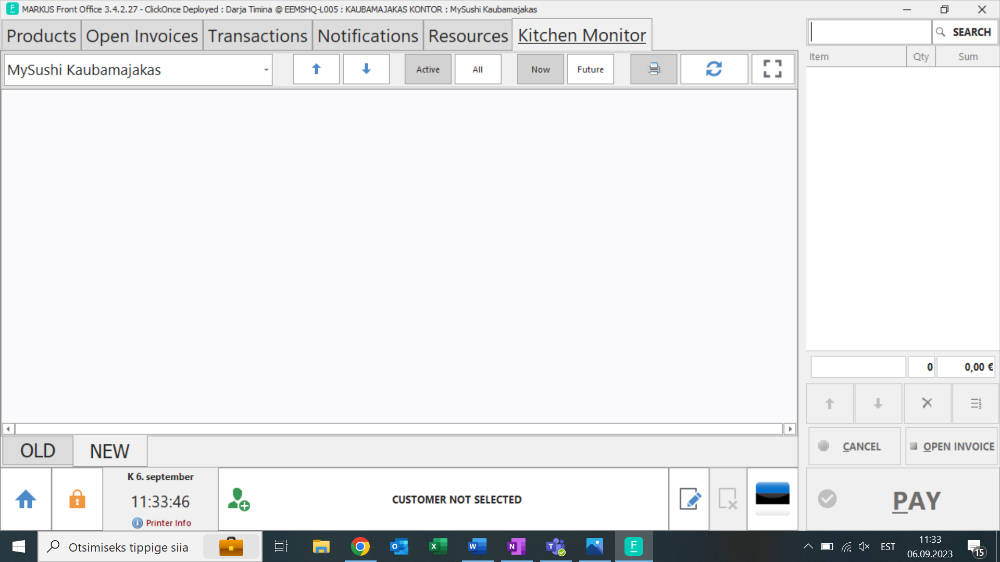 MARKUS Front Office 3.4.2.27 - ClickOnce Deployed : Darja Timina @ EEMSHQ-L005 : KAUBAMAJAKAS KONTOR : MySushi Kaubamajakas
Products Open Invoices Transactions Notifications Resources Kitchen Monitor
SEARCH
MySushi Kaubamajakas Active All Now Future
Item Qty Sum
0 0,00 €
CANCEL OPEN INVOICE
OLD NEW
K 6. september
11:33:46
Printer Info
CUSTOMER NOT SELECTED
PAY
Otsimiseks tippige siia
EST
11:33
06.09.2023
15